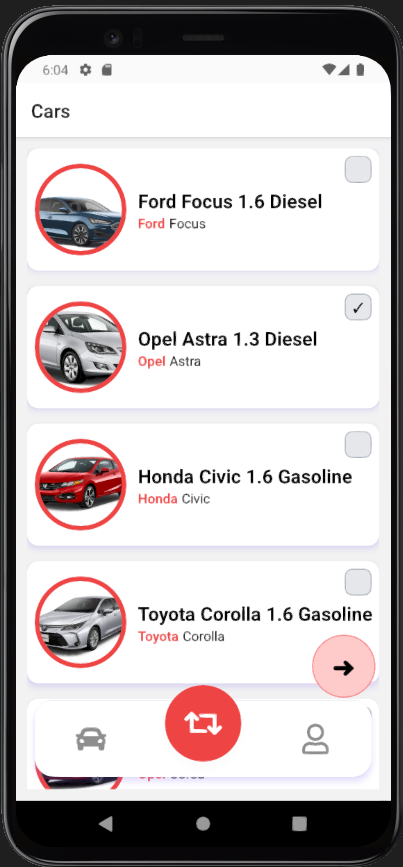 6:04
Cars
Ford Focus 1.6 Diesel
Ford Focus
Opel Astra 1.3 Diesel
Opel Astra
Honda Civic 1.6 Gasoline
Honda Civic
Toyota Corolla 1.6 Gasoline
Toyota Corolla